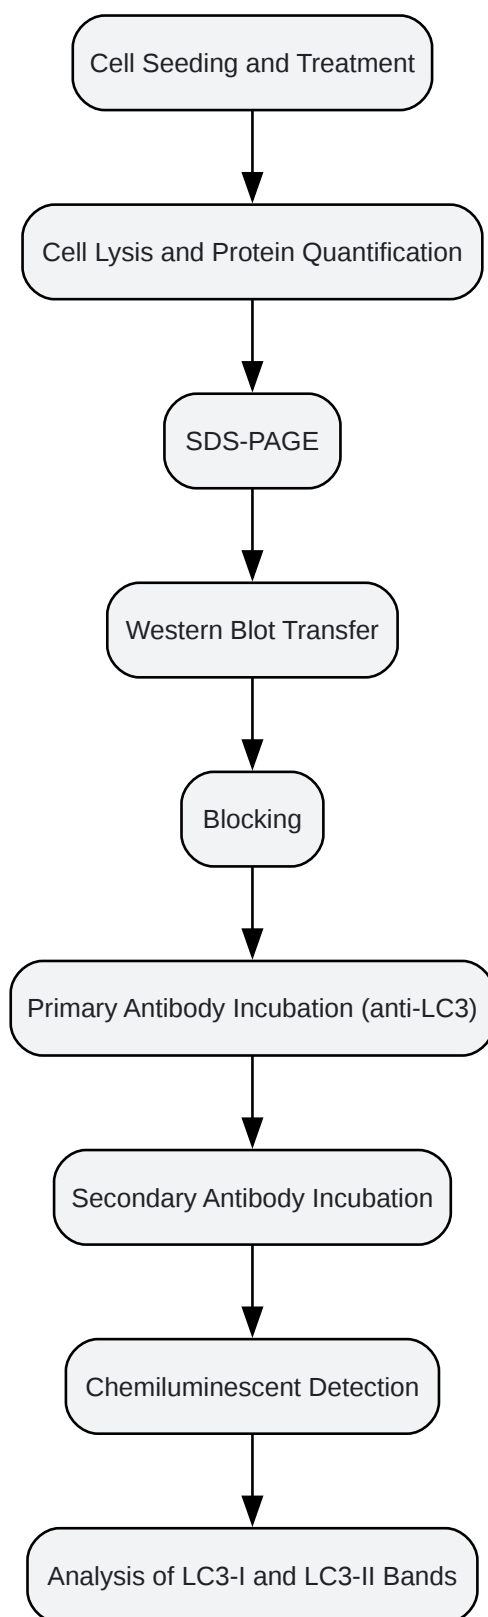 Cell Seeding and Treatment
Cell Lysis and Protein Quantification
SDS-PAGE
Western Blot Transfer
Blocking
Primary Antibody Incubation (anti-LC3)
Secondary Antibody Incubation
Chemiluminescent Detection
Analysis of LC3-I and LC3-II Bands